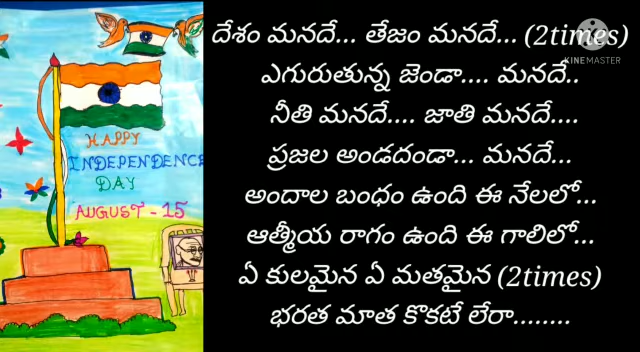 HAPPY
INDEPENDENCE
DAY
AUGUST - 15
దేశం మనదే... తేజం మనదే... (2times)
ఎగురుతున్న జెండా.... మనదే..
నీతి మనదే.... జాతి మనదే....
ప్రజల అండదండా... మనదే...
అందాల బంధం ఉంది ఈ నేలలో...
ఆత్మీయ రాగం ఉంది ఈ గాలిలో...
ఏ కులమైన ఏ మతమైన (2times)
భరత మాత కొకటే లేరా........
KINEMASTER